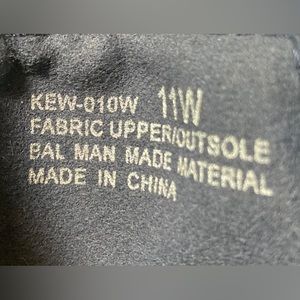 KEW-010W 11W
FABRIC UPPER/OUTSOLE
BAL MAN MADE MATERIAL
MADE IN CHINA